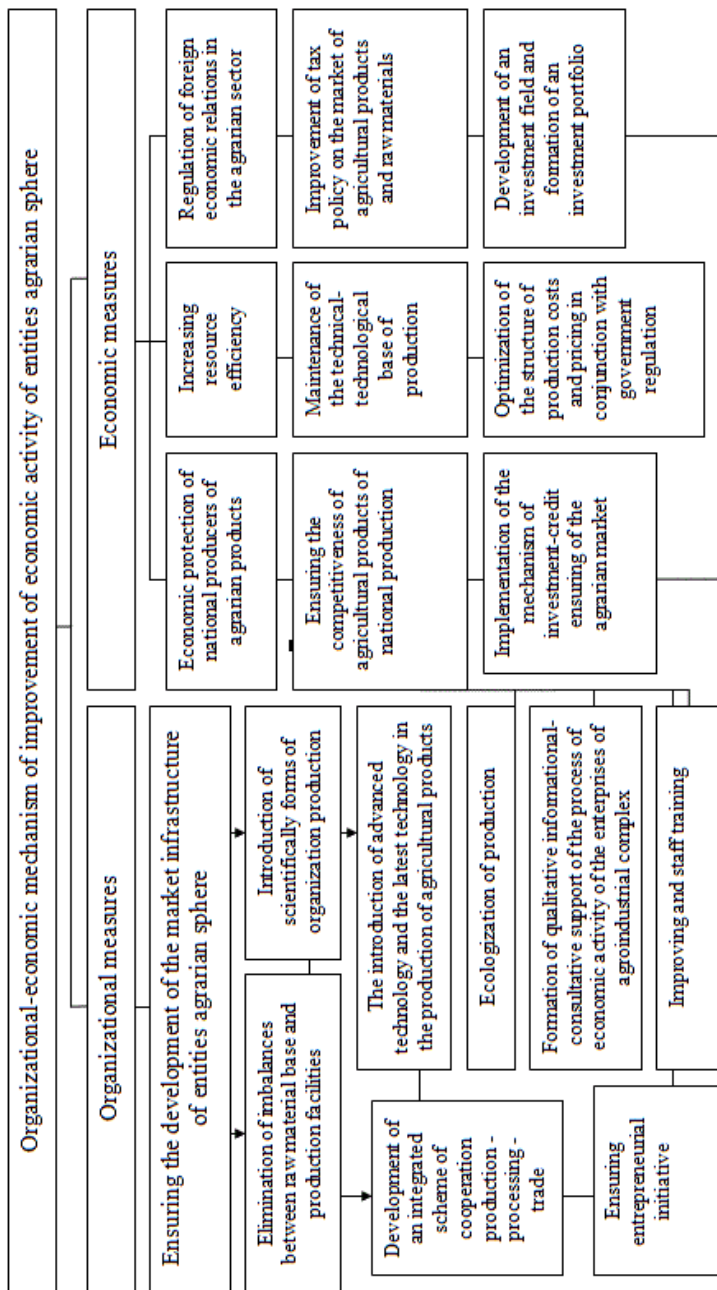 Organizational-economic mechanism of improvement of economic activity of entities agrarian sphere
Organizational measures
Economic measures
Ensuring the development of the market infrastructure
of entities agrarian sphere
Elimination of imbalances
between raw material base and
production facilities
Introduction of
scientifically forms of
organization production
Development of
an integrated
scheme of
cooperation
production -
processing -
trade
The introduction of advanced
technology and the latest technology in
the production of agricultural products
Ecologization of production
Formation of qualitative informational-
consultative support of the process of
economic activity of the enterprises of
agroindustrial complex
Ensuring
entrepreneurial
initiative
Improving and staff training
Economic protection of
national producers of
agrarian products
Increasing
resource
efficiency
Regulation of foreign
economic relations in
the agrarian sector
Ensuring the
competitiveness of
agricultural products of
national production
Maintenance of
the technical-
technological
base of
production
Improvement of tax
policy on the market of
agricultural products
and raw materials
Implementation of the
mechanism of
investment-credit
ensuring of the
agrarian market
Optimization of
the structure of
production costs
and pricing in
conjunction with
government
regulation
Development of an
investment field and
formation of an
investment portfolio